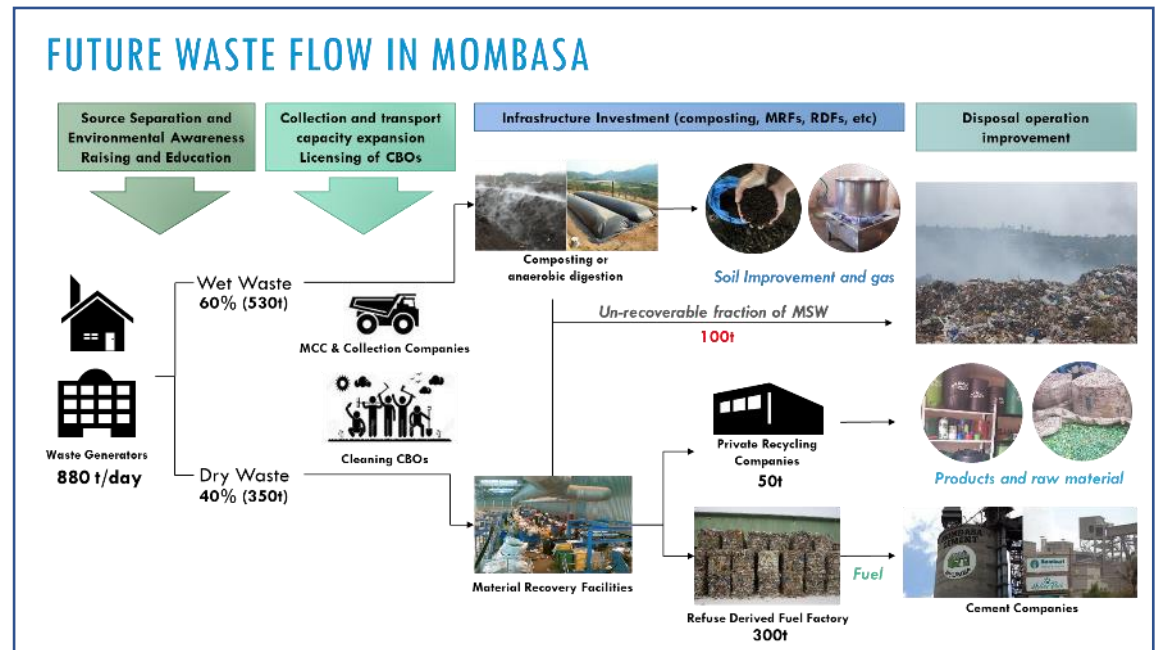 FUTURE WASTE FLOW IN MOMBASA
Source Separation and
Environmental Awareness
Raising and Education
Collection and transport
capacity expansion
Licensing of CBOs
Infrastructure Investment (composting, MRFs, RDFs, etc)
Disposal operation
improvement
Composting or
anaerobic digestion
Soil Improvement and gas
Wet Waste
60% (530t)
MCC & Collection Companies
Un-recoverable fraction of MSW
100t
Waste Generators
880 t/day
Cleaning CBOs
Dry Waste
40% (350t)
Private Recycling
Companies
50t
Products and raw material
Material Recovery Facilities
Refuse Derived Fuel Factory
300t
Fuel
CEMENT
Cement Companies